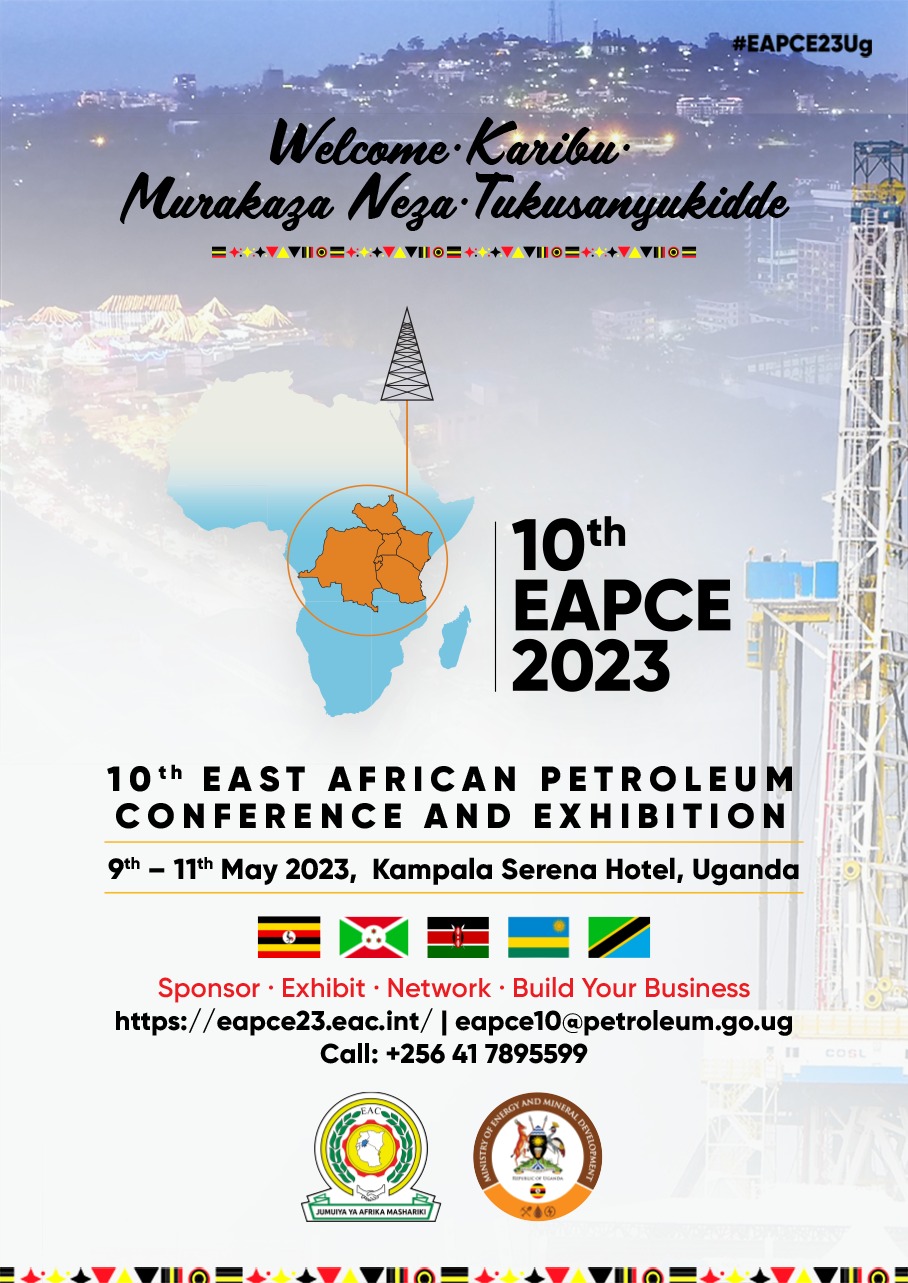 #EAPCE23Ug
Welcome·Karibu·
Murakaza Neza·Tukusanyukidde
10th
EAPCE
2023
10th EAST AFRICAN PETROLEUM
CONFERENCE AND EXHIBITION
9th – 11th May 2023, Kampala Serena Hotel, Uganda
Sponsor · Exhibit · Network · Build Your Business
https://eapce23.eac.int/ | eapce10@petroleum.go.ug
Call: +256 41 7895599
COSL
EAC
JUMUIYA YA AFRIKA MASHARIKI
MINISTRY OF ENERGY AND MINERAL DEVELOPMENT
REPUBLIC OF UGANDA